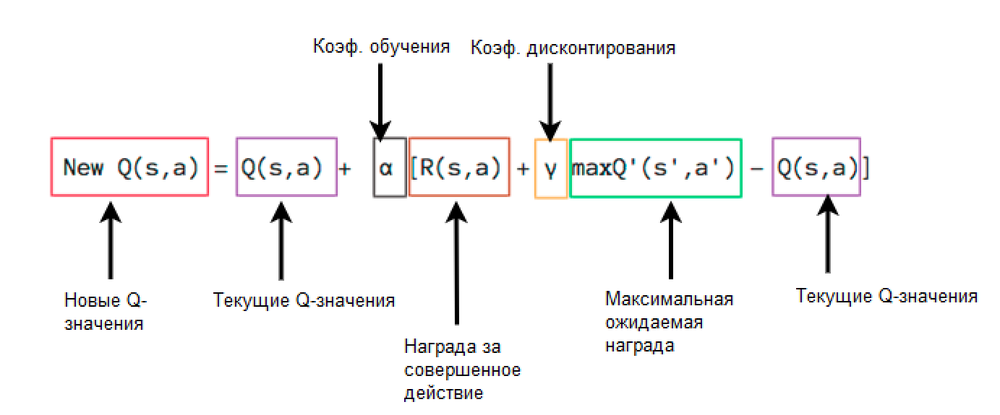 Коэф. обучения
Коэф. дисконтирования
New Q(s,a) = Q(s,a) + α [R(s,a) + γ maxQ'(s',a') - Q(s,a)]
Новые Q-
значения
Текущие Q-значения
Награда за
совершенное
действие
Максимальная
ожидаемая
награда
Текущие Q-значения